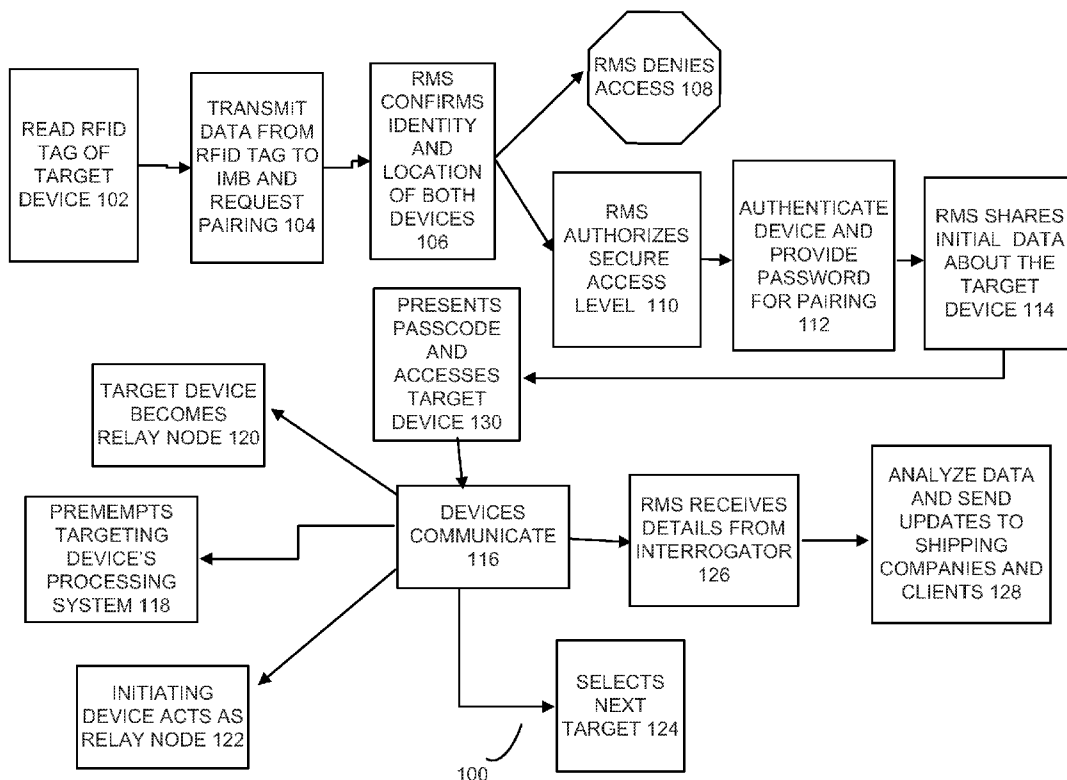 READ RFID
TAG OF
TARGET
DEVICE 102
TRANSMIT
DATA FROM
RFID TAG TO
IMB AND
REQUEST
PAIRING 104
RMS
CONFIRMS
IDENTITY
AND
LOCATION
OF BOTH
DEVICES
106
RMS DENIES
ACCESS 108
RMS
AUTHORIZES
SECURE
ACCESS
LEVEL 110
AUTHENTICATE
DEVICE AND
PROVIDE
PASSWORD
FOR PAIRING
112
RMS SHARES
INITIAL DATA
ABOUT THE
TARGET
DEVICE 114
PRESENTS
PASSCODE
AND
ACCESSES
TARGET
DEVICE 130
TARGET DEVICE
BECOMES
RELAY NODE 120
PREMEMPTS
TARGETING
DEVICE'S
PROCESSING
SYSTEM 118
INITIATING
DEVICE ACTS AS
RELAY NODE 122
DEVICES
COMMUNICATE
116
RMS RECEIVES
DETAILS FROM
INTERROGATOR
126
ANALYZE DATA
AND SEND
UPDATES TO
SHIPPING
COMPANIES AND
CLIENTS 128
SELECTS
NEXT
TARGET 124
100